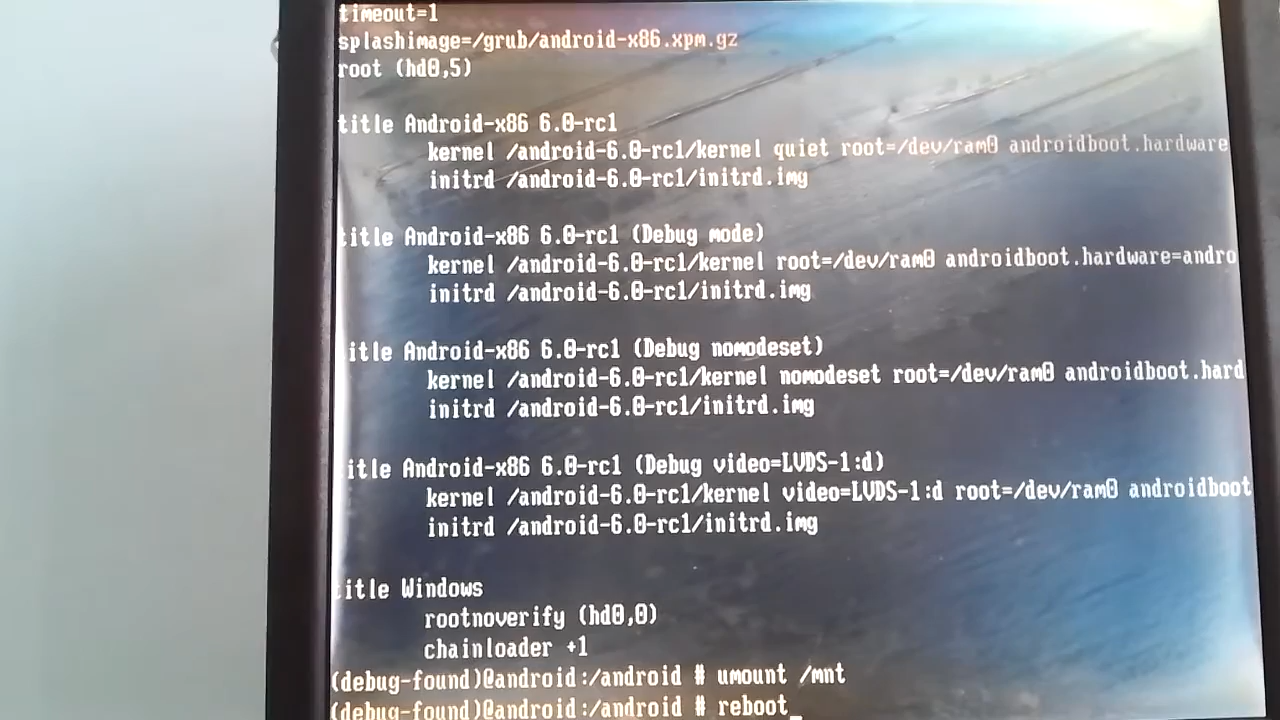 timeout=1
splashimage=/grub/android-x86.xpm.gz
root (hd0,5)
title Android-x86 6.0-rc1
kernel /android-6.0-rc1/kernel quiet root=/dev/ram0 androidboot.hardware
initrd /android-6.0-rc1/initrd.img
title Android-x86 6.0-rc1 (Debug mode)
kernel /android-6.0-rc1/kernel root=/dev/ram0 androidboot.hardware=andro
initrd /android-6.0-rc1/initrd.img
title Android-x86 6.0-rc1 (Debug nomodeset)
kernel /android-6.0-rc1/kernel nomodeset root=/dev/ram0 androidboot.hard
initrd /android-6.0-rc1/initrd.img
title Android-x86 6.0-rc1 (Debug video=LVDS-1:d)
kernel /android-6.0-rc1/kernel video=LVDS-1:d root=/dev/ram0 androidboot
initrd /android-6.0-rc1/initrd.img
title Windows
rootnoverify (hd0,0)
chainloader +1
(debug-found)@android:/android # umount /mnt
(debug-found)@android:/android # reboot_